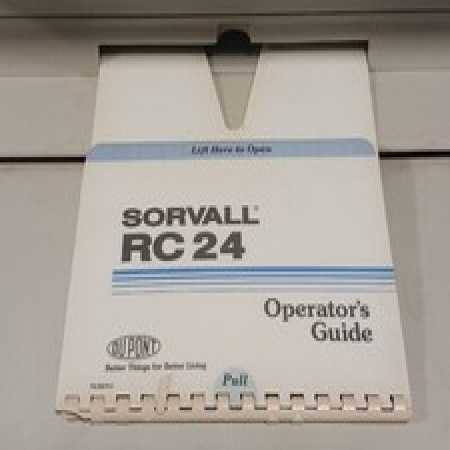 Lift Here to Open
SORVALL®
RC 24
Operator's
Guide
DUPONT
Better Things for Better Living
Pull